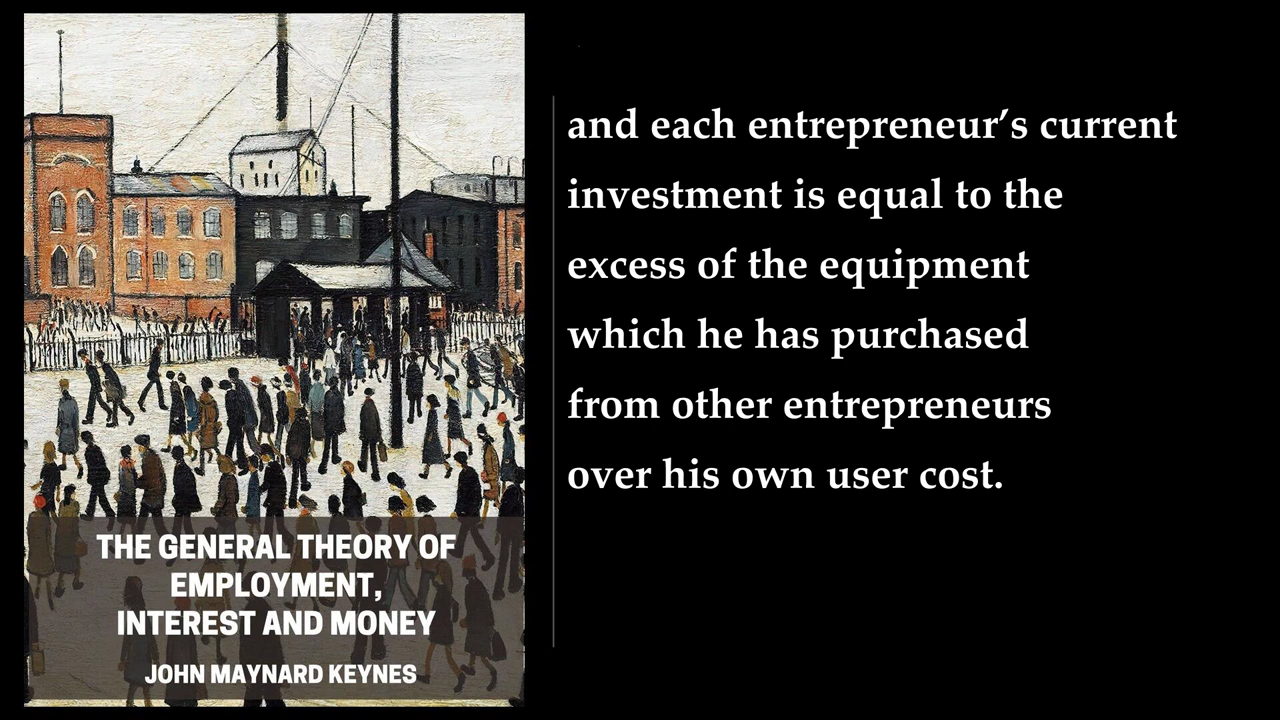 THE GENERAL THEORY OF
EMPLOYMENT,
INTEREST AND MONEY
JOHN MAYNARD KEYNES
and each entrepreneur’s current
investment is equal to the
excess of the equipment
which he has purchased
from other entrepreneurs
over his own user cost.